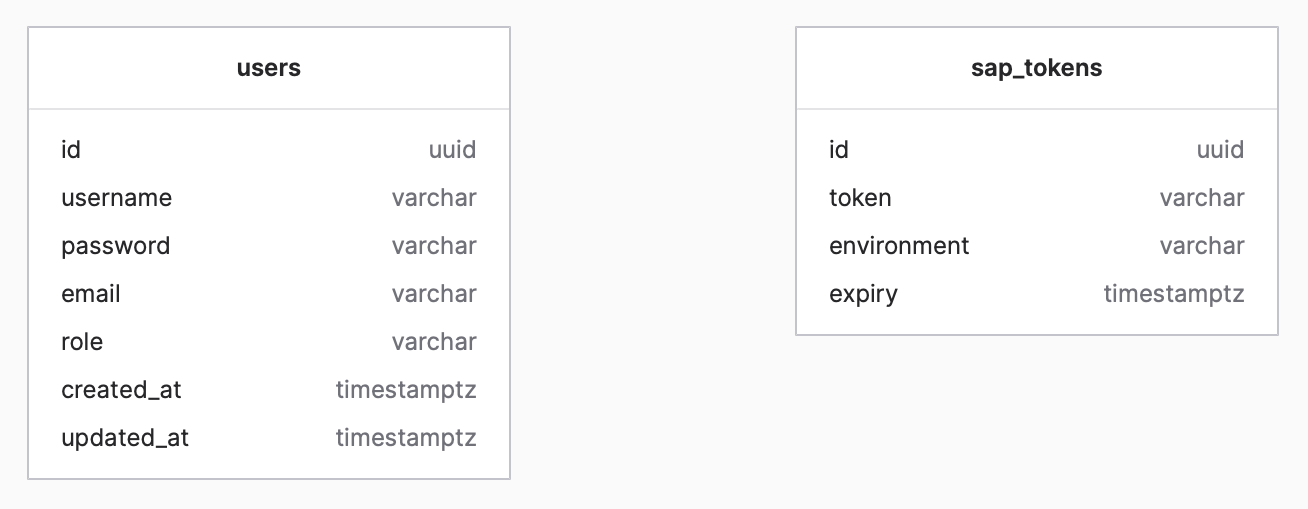 users
id uuid
username varchar
password varchar
email varchar
role varchar
created_at timestamptz
updated_at timestamptz
sap_tokens
id uuid
token varchar
environment varchar
expiry timestamptz